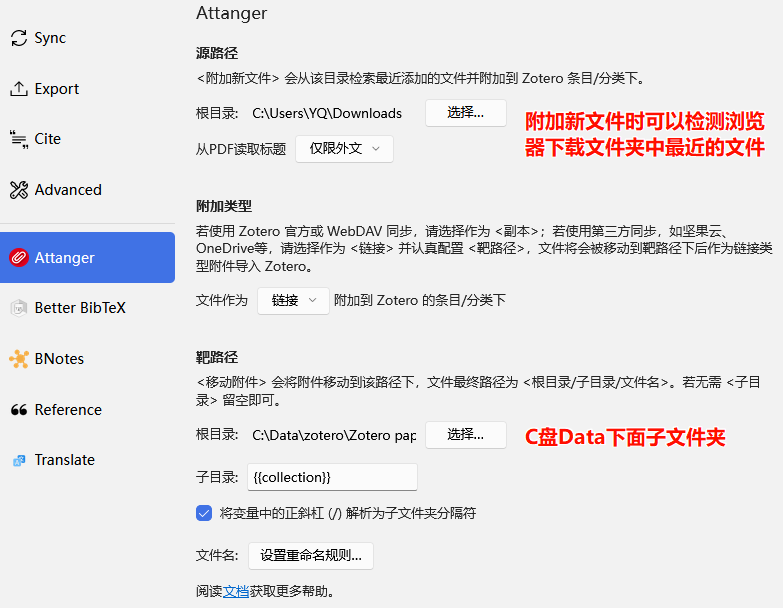 Sync
Export
Cite
Advanced
Attanger
Better BibTeX
BNotes
Reference
Translate
Attanger
源路径
<附加新文件> 会从该目录检索最近添加的文件并附加到 Zotero 条目/分类下。
根目录: C:\Users\YQ\Downloads 选择...
从PDF读取标题 仅限外文
附加新文件时可以检测浏览
器下载文件夹中最近的文件
附加类型
若使用 Zotero 官方或 WebDAV 同步，请选择作为 <副本>；若使用第三方同步，如坚果云、
OneDrive等，请选择作为 <链接> 并认真配置 <靶路径>，文件将会被移动到靶路径下后作为链接类
型附件导入 Zotero。
文件作为 链接 附加到 Zotero 的条目/分类下
靶路径
<移动附件> 会将附件移动到该路径下，文件最终路径为 <根目录/子目录/文件名>。若无需 <子目
录> 留空即可。
根目录: C:\Data\zotero\Zotero pap 选择...
C盘Data下面子文件夹
子目录: {{collection}}
将变量中的正斜杠 (/) 解析为子文件夹分隔符
文件名: 设置重命名规则...
阅读文档获取更多帮助。